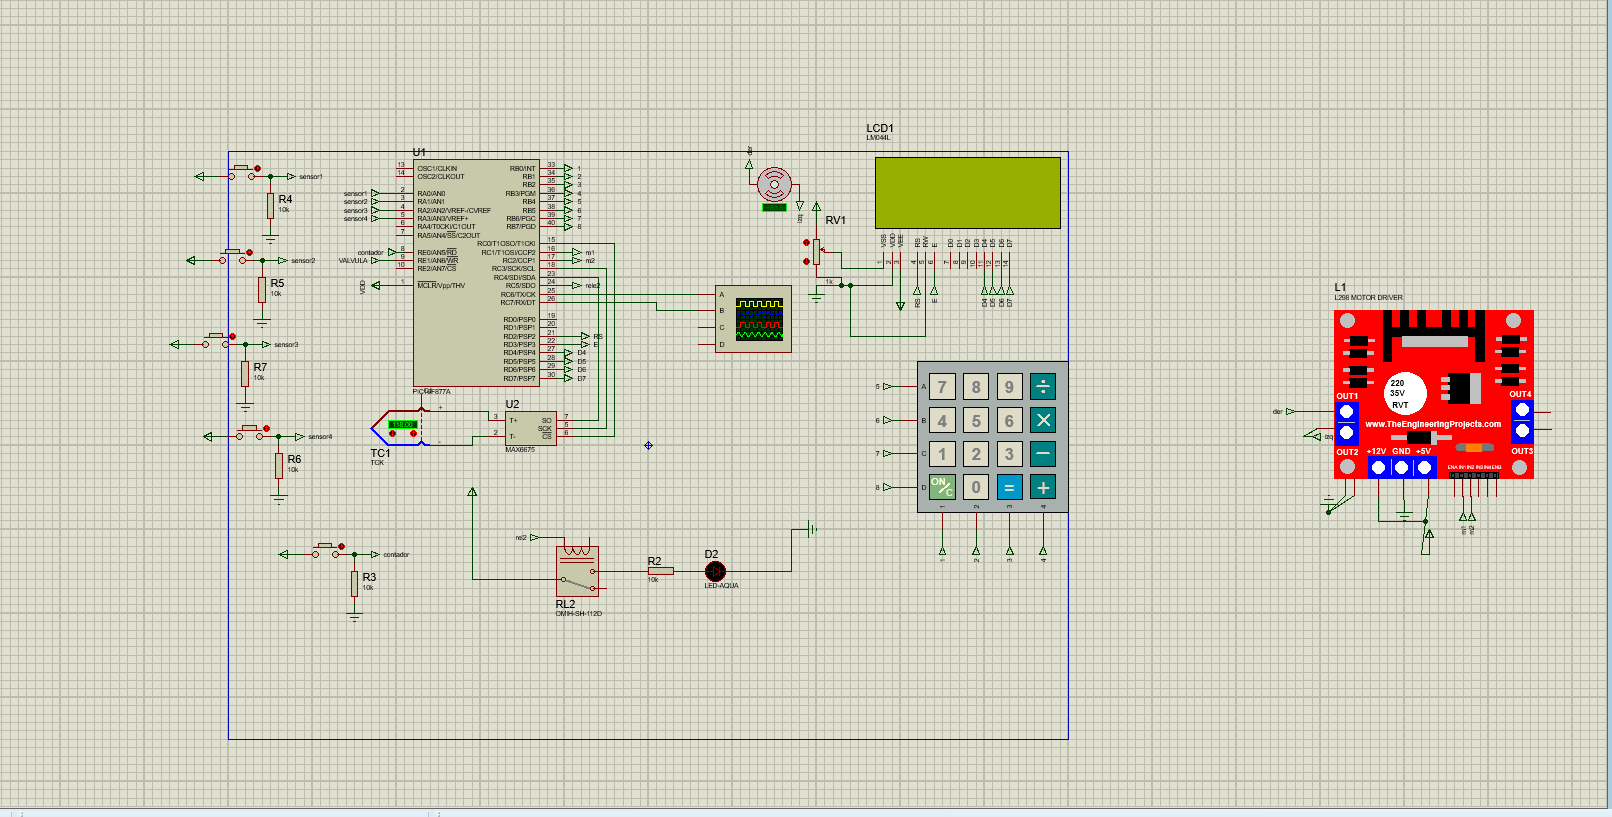 LCD1
LM044L
U1
13 OSC1/CLKIN
14 OSC2/CLKOUT
2 RA0/AN0
3 RA1/AN1
4 RA2/AN2/VREF-/CVREF
5 RA3/AN3/VREF+
6 RA4/T0CKI/C1OUT
7 RA5/AN4/SS/C2OUT
8 RE0/AN5/RD
9 RE1/AN6/WR
10 RE2/AN7/CS
1 MCLR/Vpp/THV
RB0/INT 33 1
RB1 34 2
RB2 35 3
RB3/PGM 36 4
RB4 37 5
RB5 38 6
RB6/PGC 39 7
RB7/PGD 40 8
RC0/T1OSO/T1CKI 15
RC1/T1OSI/CCP2 16 m1
RC2/CCP1 17 m2
RC3/SCK/SCL 18
RC4/SDI/SDA 23
RC5/SDO 24
RC6/TX/CK 25
RC7/RX/DT 26
RD0/PSP0 19
RD1/PSP1 20
RD2/PSP2 21 RS
RD3/PSP3 22 E
RD4/PSP4 27 D4
RD5/PSP5 28 D5
RD6/PSP6 29 D6
RD7/PSP7 30 D7
sensor1
sensor2
sensor3
sensor4
contador
VALVULA
VDD
sensor1
R4
10k
sensor2
R5
10k
sensor3
R7
10k
sensor4
R6
10k
contador
R3
10k
TC1
TCK
+
-
U2
3 T+
2 T-
SO 7
SCK 5
CS 6
MAX6675
der
izq
RV1
1k
VSS VDD VEE RS RW E D0 D1 D2 D3 D4 D5 D6 D7
1 2 3 4 5 6 7 8 9 10 11 12 13 14
RS E D4 D5 D6 D7
A
B
C
D
5 A 7 8 9 ÷
6 B 4 5 6 ×
7 C 1 2 3 −
8 D ON/C 0 = +
1 2 3 4
1 2 3 4
rel2
RL2
OMIH-SH-112D
R2
10k
D2
LED-AQUA
L1
L298 MOTOR DRIVER
220
35V
RVT
OUT1
OUT4
www.TheEngineeringProjects.com
OUT2
+12V GND +5V
OUT3
ENA IN1 IN2 IN3 IN4 ENB
der
izq
m1 m2